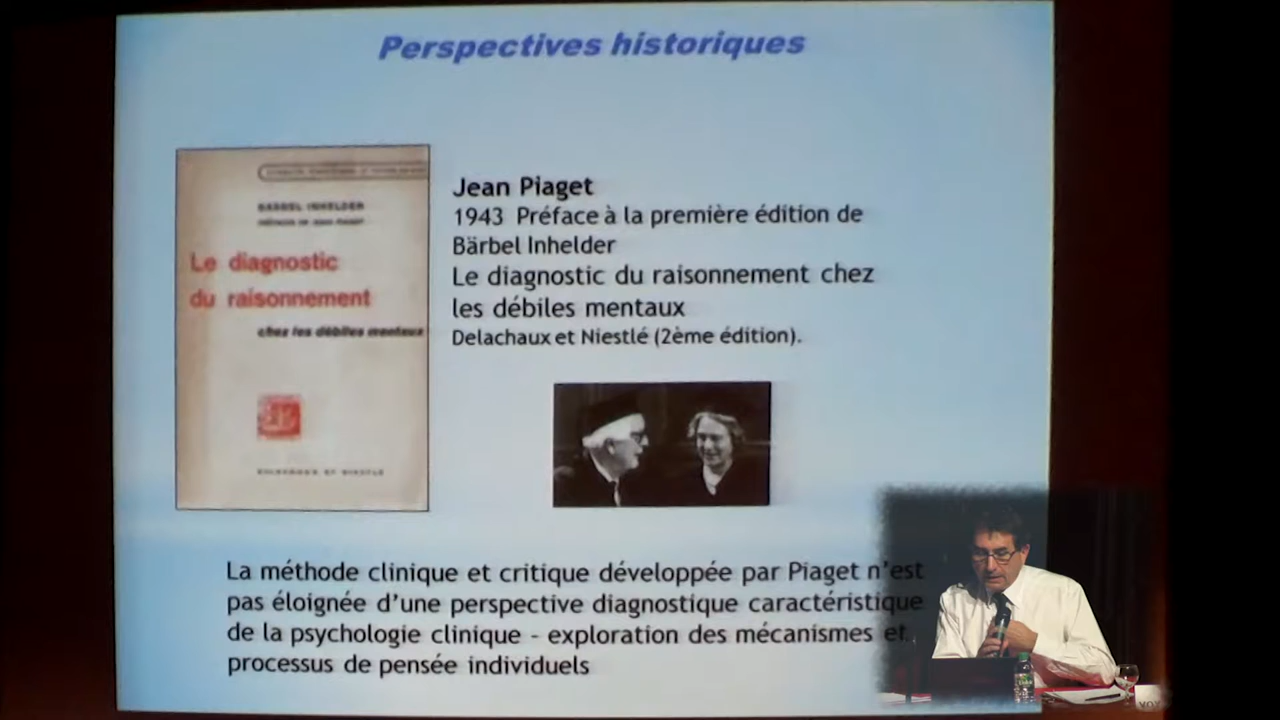 Perspectives historiques
BÄRBEL INHELDER
Le diagnostic
du raisonnement
chez les débiles mentaux
DELACHAUX ET NIESTLÉ
Jean Piaget
1943 Préface à la première édition de
Bärbel Inhelder
Le diagnostic du raisonnement chez
les débiles mentaux
Delachaux et Niestlé (2ème édition).
La méthode clinique et critique développée par Piaget n'est
pas éloignée d'une perspective diagnostique caractéristique
de la psychologie clinique - exploration des mécanismes et
processus de pensée individuels